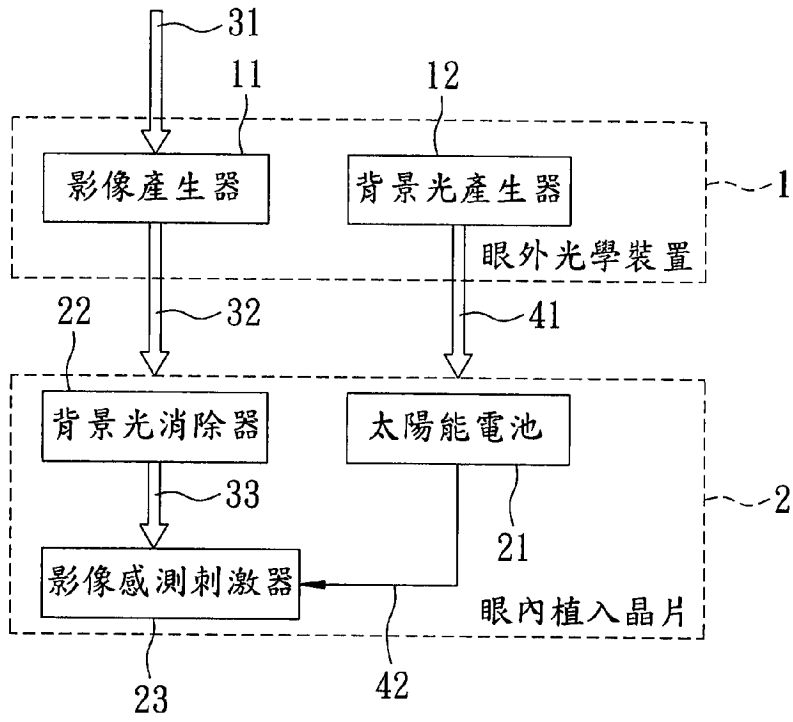 31
11
12
影像產生器
背景光產生器
1
眼外光學裝置
32
41
22
背景光消除器
太陽能電池
33
21
2
影像感測刺激器
眼內植入晶片
23
42